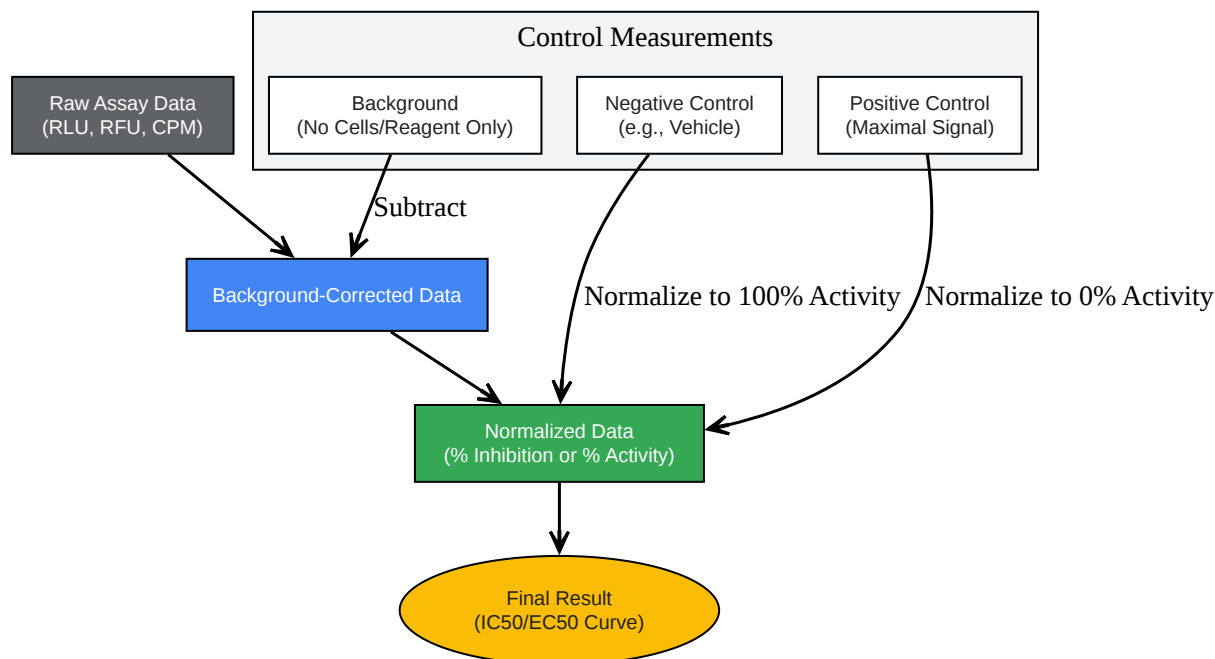 Control Measurements
Raw Assay Data
(RLU, RFU, CPM)
Background
(No Cells/Reagent Only)
Negative Control
(e.g., Vehicle)
Positive Control
(Maximal Signal)
Subtract
Background-Corrected Data
Normalize to 100% Activity
Normalize to 0% Activity
Normalized Data
(% Inhibition or % Activity)
Final Result
(IC50/EC50 Curve)